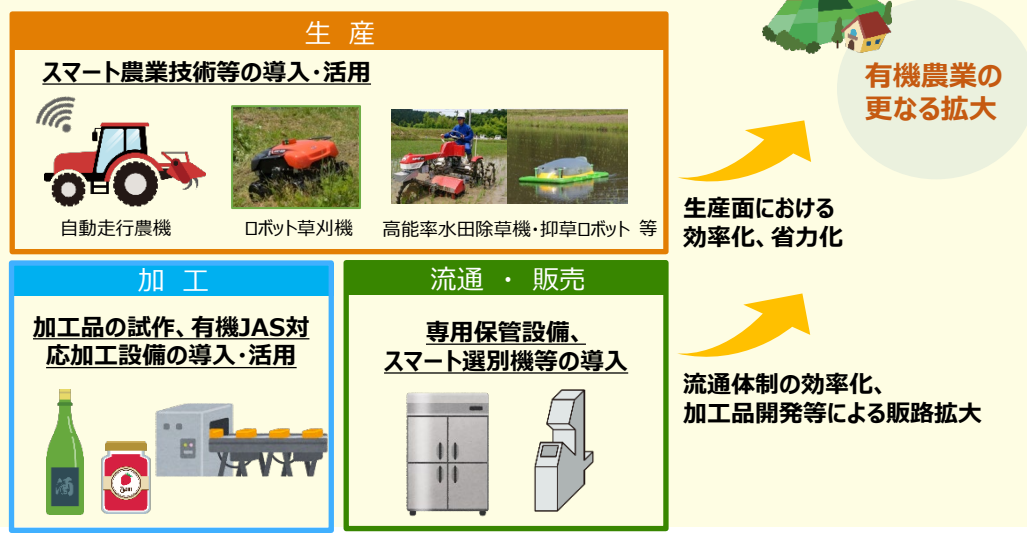 生 産
スマート農業技術等の導入･活用
自動走行農機
ロボット草刈機
高能率水田除草機･抑草ロボット 等
有機農業の
更なる拡大
生産面における
効率化、省力化
加 工
加工品の試作、有機JAS対
応加工設備の導入･活用
酒
Jam
流通 ・ 販売
専用保管設備、
スマート選別機等の導入
流通体制の効率化、
加工品開発等による販路拡大